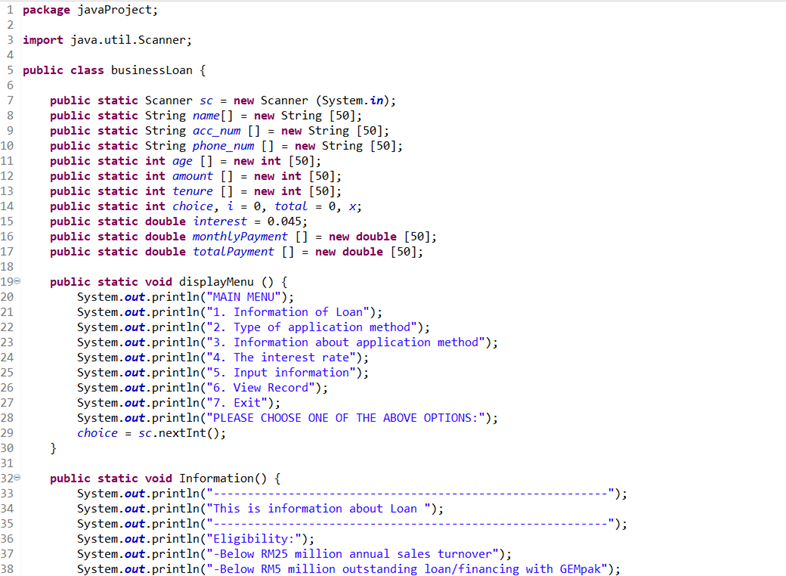 1 package javaProject;
2
3 import java.util.Scanner;
4
5 public class businessLoan {
6
7     public static Scanner sc = new Scanner (System.in);
8     public static String name[] = new String [50];
9     public static String acc_num [] = new String [50];
10     public static String phone_num [] = new String [50];
11     public static int age [] = new int [50];
12     public static int amount [] = new int [50];
13     public static int tenure [] = new int [50];
14     public static int choice, i = 0, total = 0, x;
15     public static double interest = 0.045;
16     public static double monthlyPayment [] = new double [50];
17     public static double totalPayment [] = new double [50];
18
19     public static void displayMenu () {
20         System.out.println("MAIN MENU");
21         System.out.println("1. Information of Loan");
22         System.out.println("2. Type of application method");
23         System.out.println("3. Information about application method");
24         System.out.println("4. The interest rate");
25         System.out.println("5. Input information");
26         System.out.println("6. View Record");
27         System.out.println("7. Exit");
28         System.out.println("PLEASE CHOOSE ONE OF THE ABOVE OPTIONS:");
29         choice = sc.nextInt();
30     }
31
32     public static void Information() {
33         System.out.println("----------------------------------------------------------");
34         System.out.println("This is information about Loan ");
35         System.out.println("----------------------------------------------------------");
36         System.out.println("Eligibility:");
37         System.out.println("-Below RM25 million annual sales turnover");
38         System.out.println("-Below RM5 million outstanding loan/financing with GEMpak");